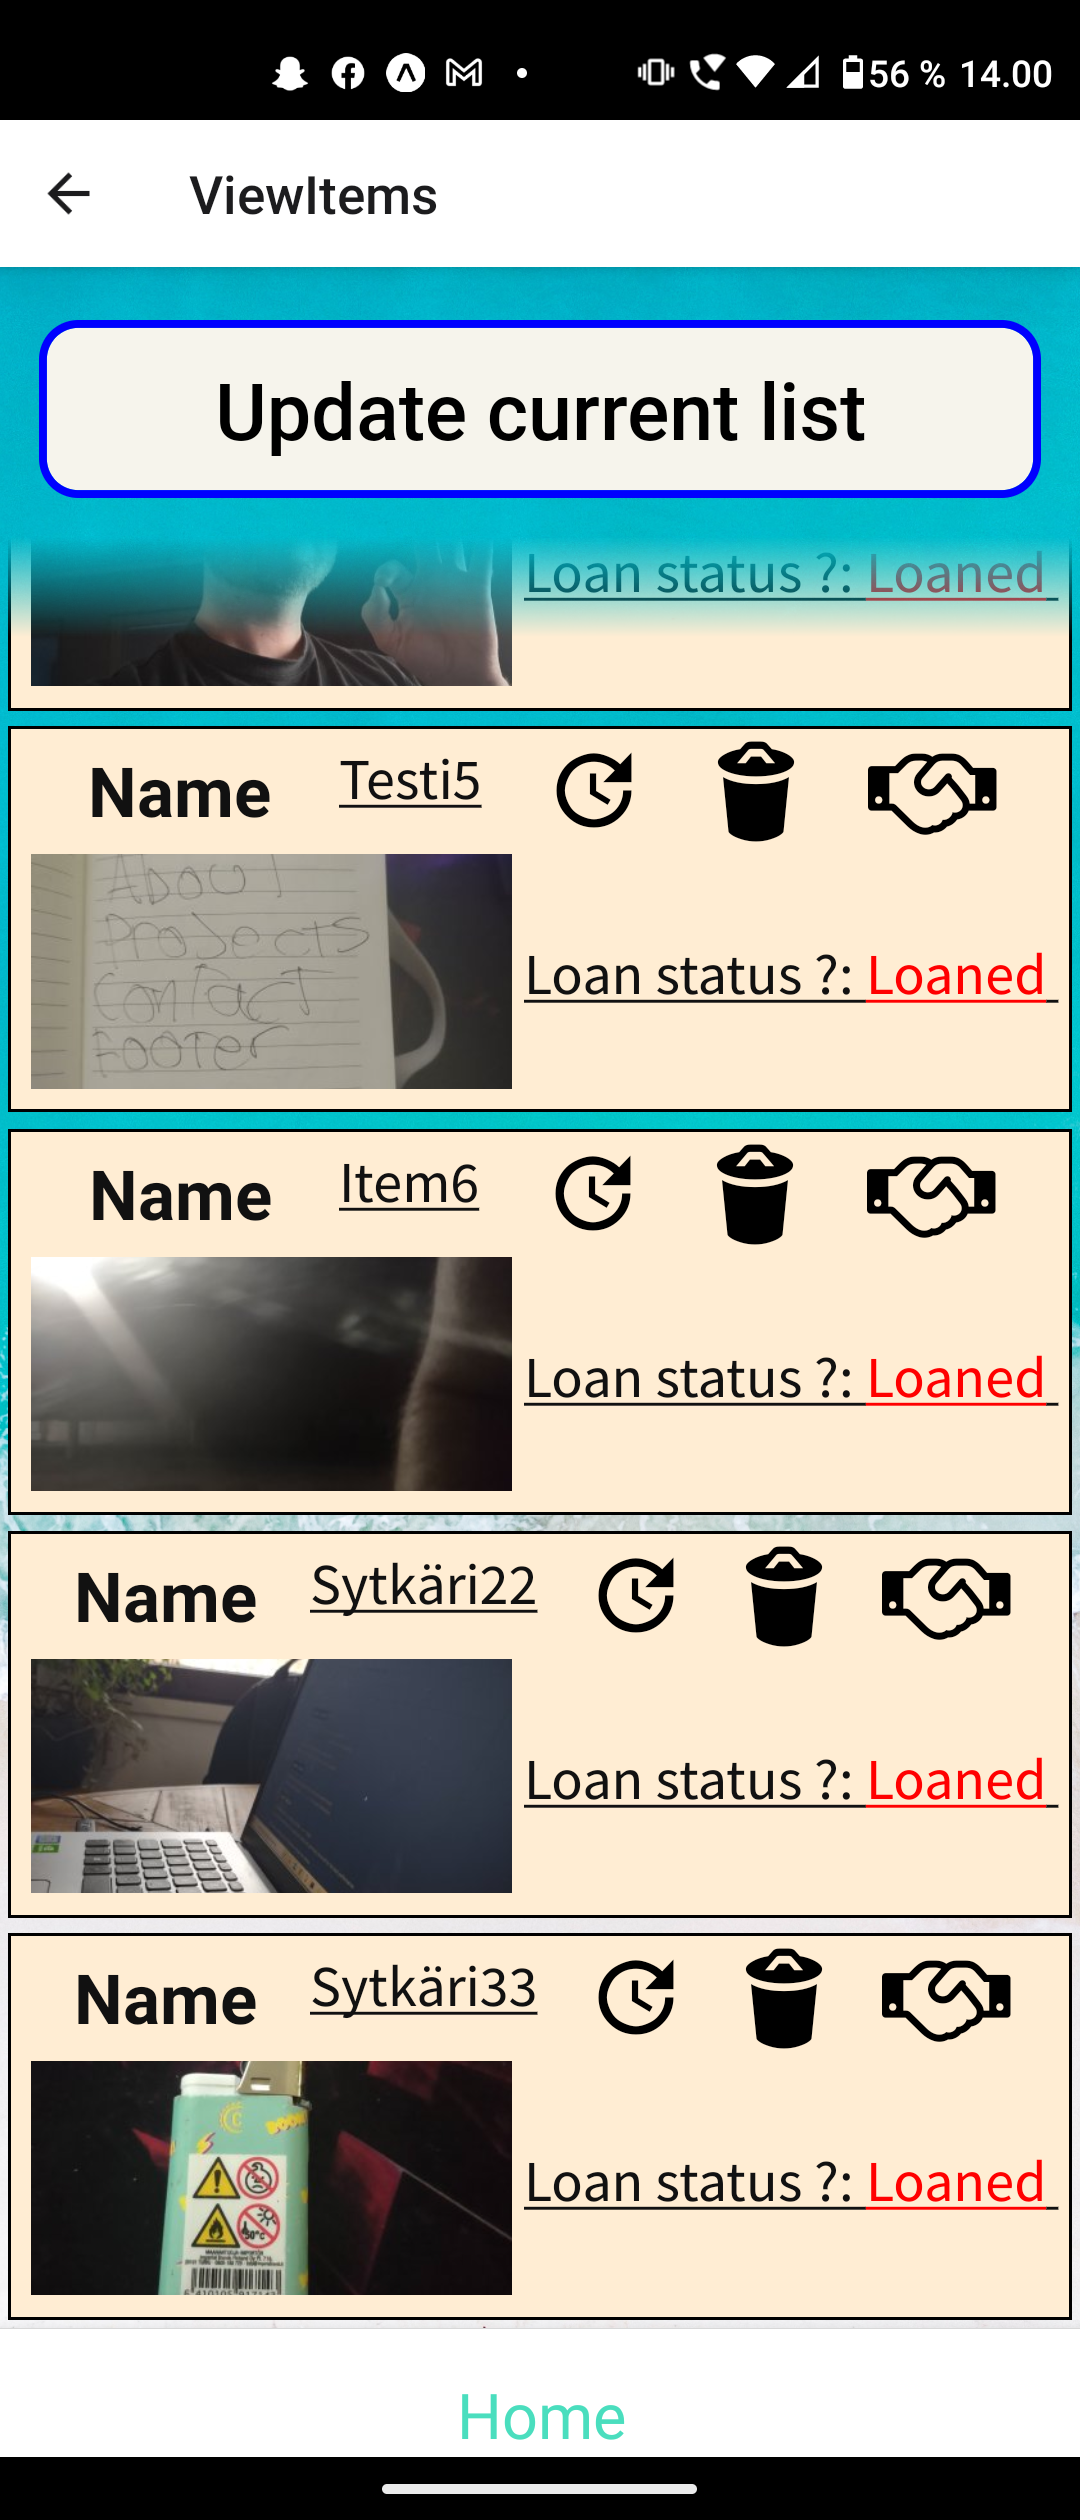 56 % 14.00
ViewItems
Update current list
Loan status ?: Loaned
Name Testi5
About
Projects
Contact
Footer
Loan status ?: Loaned
Name Item6
Loan status ?: Loaned
Name Sytkäri22
Loan status ?: Loaned
Name Sytkäri33
50°C
Loan status ?: Loaned
Home